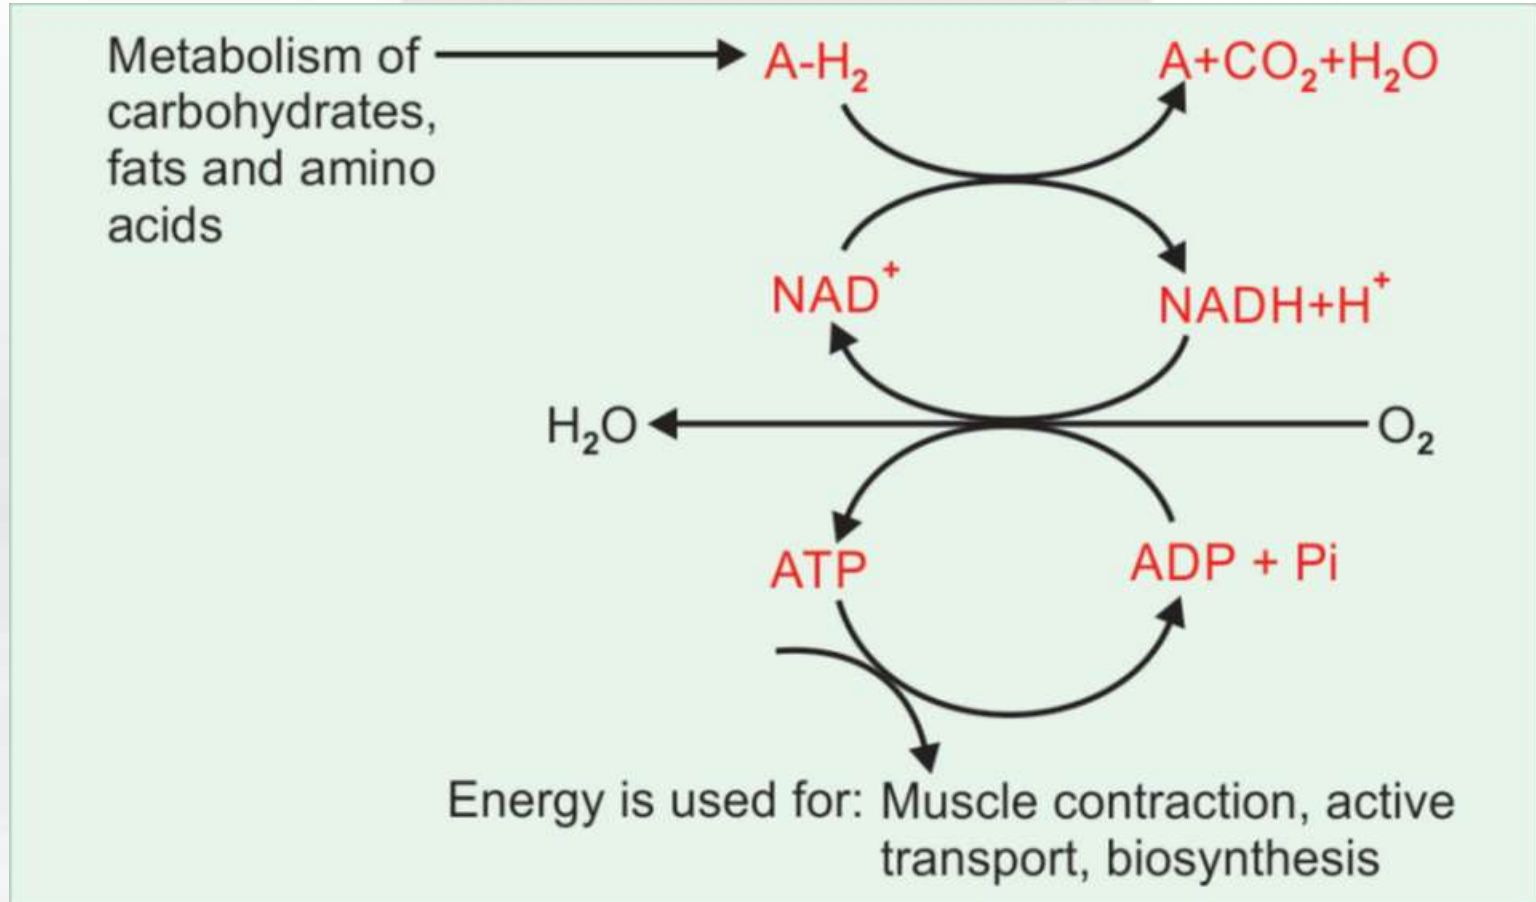 Metabolism of
carbohydrates,
fats and amino
acids
A-H₂
A+CO₂+H₂O
NAD⁺
NADH+H⁺
H₂O
O₂
ATP
ADP + Pi
Energy is used for: Muscle contraction, active
transport, biosynthesis